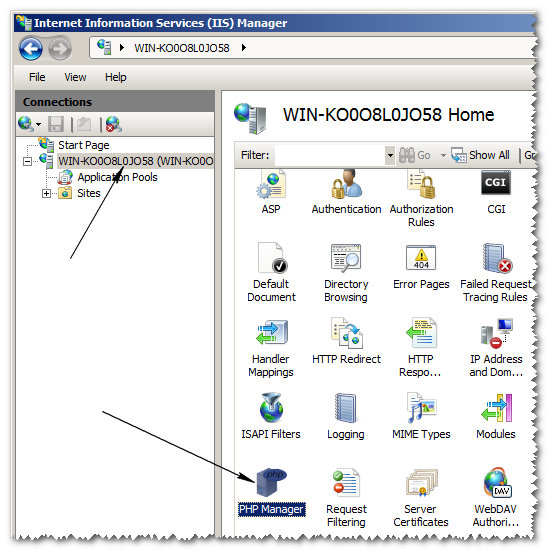 Internet Information Services (IIS) Manager
WIN-KO0O8L0JO58
File View Help
Connections
Start Page
WIN-KO0O8L0JO58 (WIN-KO0O
Application Pools
Sites
WIN-KO0O8L0JO58 Home
Filter: Go Show All
ASP
Authentication
Authorization
Rules
CGI
Default
Document
Directory
Browsing
Error Pages
404
Failed Request
Tracing Rules
Handler
Mappings
HTTP Redirect
HTTP
Respo...
IP Address
and Dom...
ISAPI Filters
Logging
MIME Types
Modules
php
PHP Manager
Request
Filtering
Server
Certificates
DAV
WebDAV
Authori...